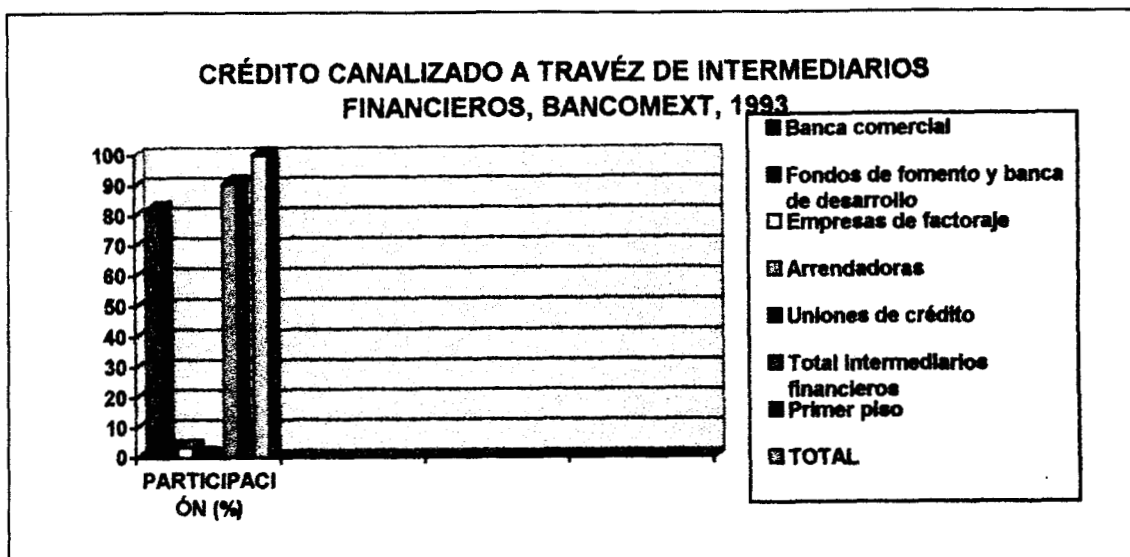 CRÉDITO CANALIZADO A TRAVÉZ DE INTERMEDIARIOS
FINANCIEROS, BANCOMEXT, 1993
100
90
80
70
60
50
40
30
20
10
0
PARTICIPACI
ÓN (%)
Banca comercial
Fondos de fomento y banca
de desarrollo
Empresas de factoraje
Arrendadoras
Uniones de crédito
Total intermediarios
financieros
Primer piso
TOTAL